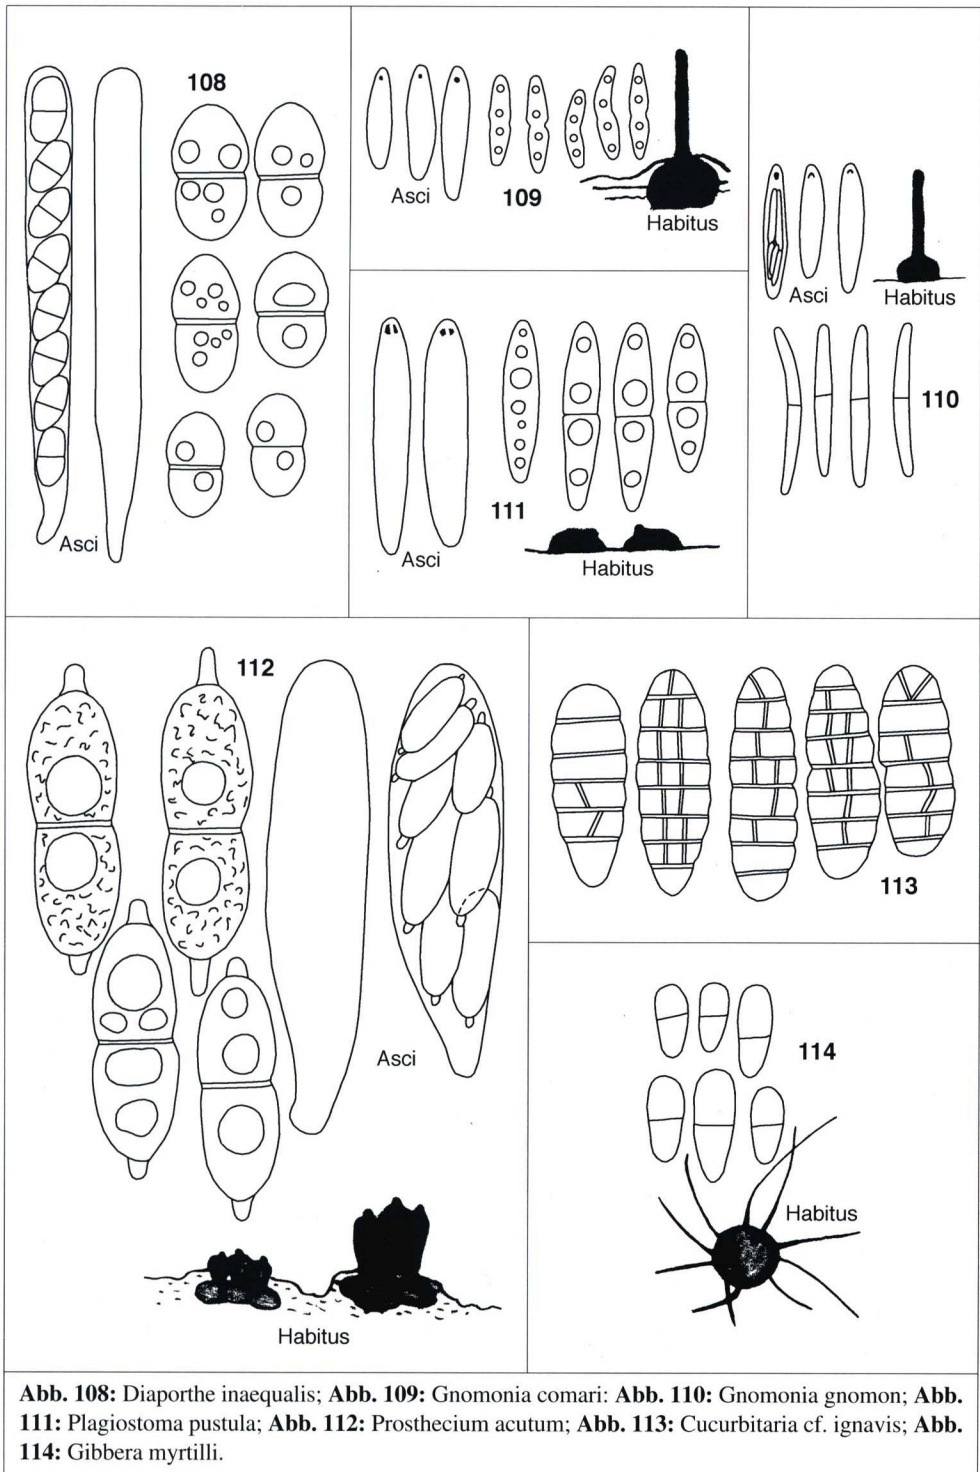 108
Asci
Asci
109
Habitus
Asci
Habitus
110
111
Asci
Habitus
112
Asci
Habitus
113
114
Habitus
Abb. 108: Diaporthe inaequalis; Abb. 109: Gnomonia comari: Abb. 110: Gnomonia gnomon; Abb.
111: Plagiostoma pustula; Abb. 112: Prosthecium acutum; Abb. 113: Cucurbitaria cf. ignavis; Abb.
114: Gibbera myrtilli.